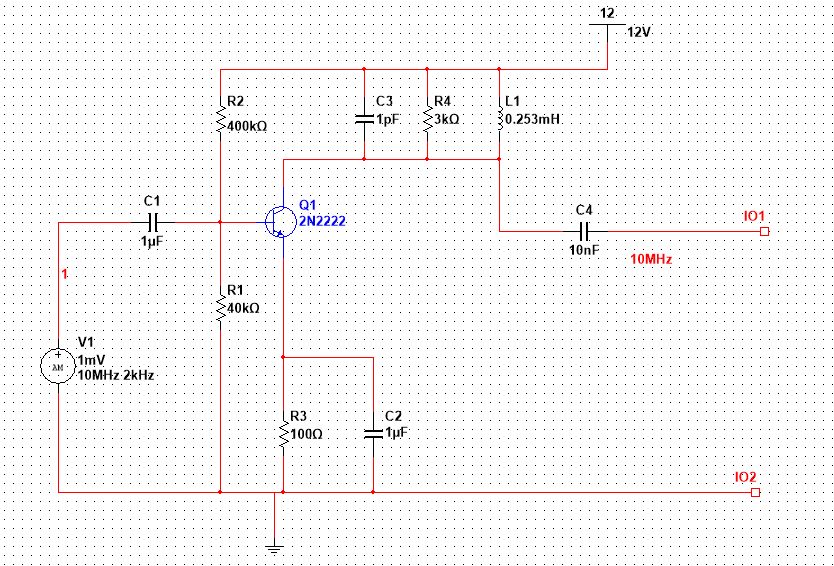 12
12V
R2
400kΩ
C3
1pF
R4
3kΩ
L1
0.253mH
C1
1µF
Q1
2N2222
C4
10nF
IO1
10MHz
1
R1
40kΩ
V1
1mV
10MHz 2kHz
AM
R3
100Ω
C2
1µF
IO2